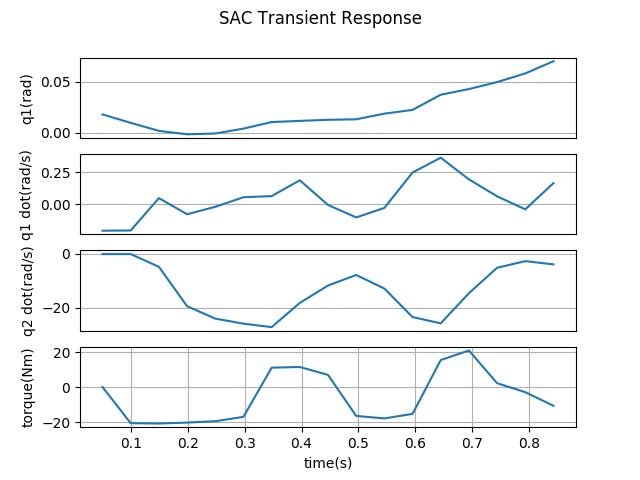 SAC Transient Response
q1(rad)
0.05
0.00
q1 dot(rad/s)
0.25
0.00
q2 dot(rad/s)
0
−20
torque(Nm)
20
0
−20
0.1 0.2 0.3 0.4 0.5 0.6 0.7 0.8
time(s)